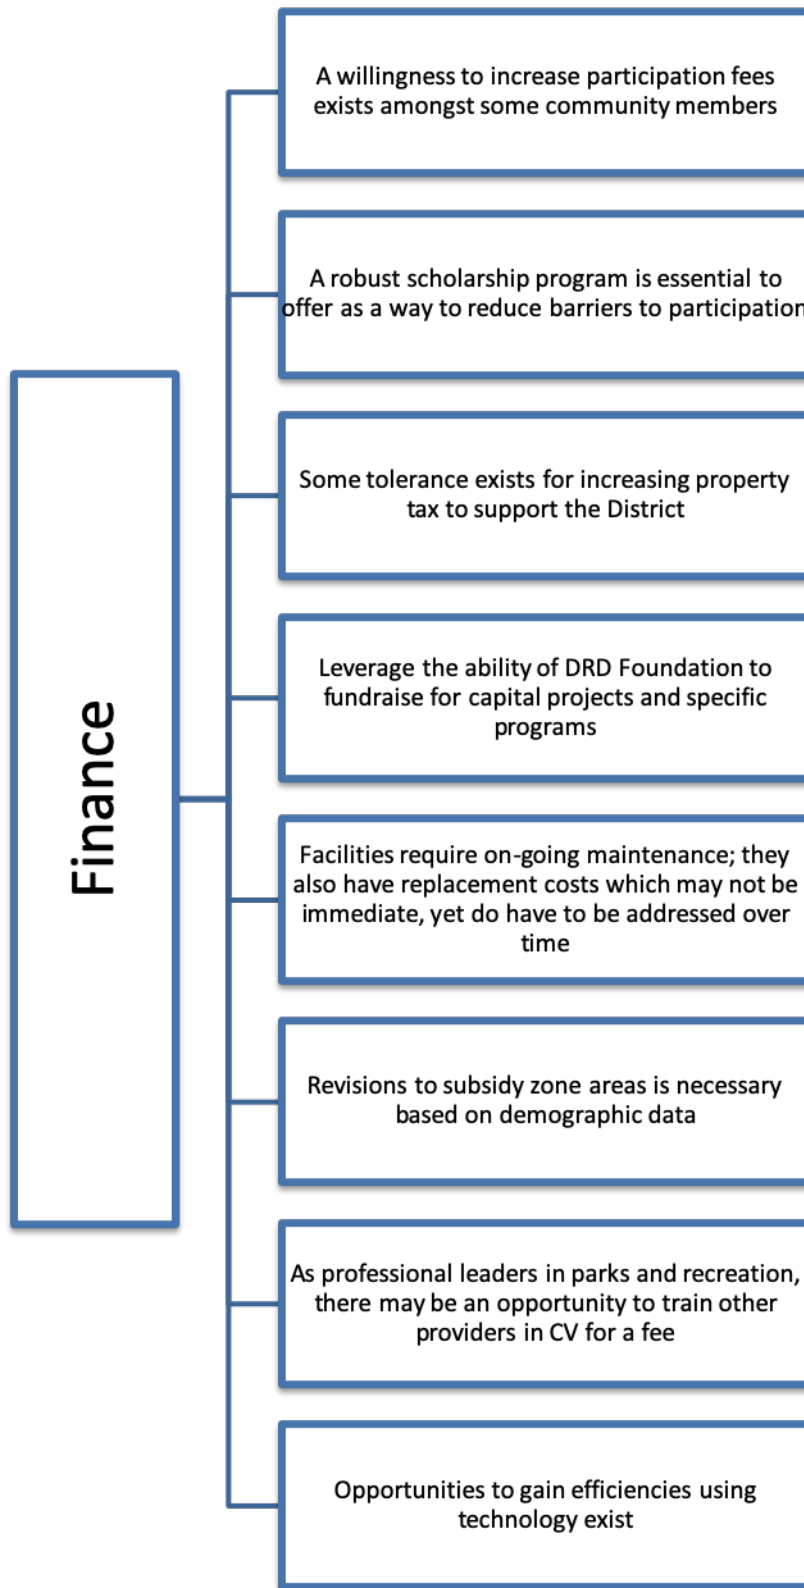 Finance
A willingness to increase participation fees
exists amongst some community members
A robust scholarship program is essential to
offer as a way to reduce barriers to participation
Some tolerance exists for increasing property
tax to support the District
Leverage the ability of DRD Foundation to
fundraise for capital projects and specific
programs
Facilities require on-going maintenance; they
also have replacement costs which may not be
immediate, yet do have to be addressed over
time
Revisions to subsidy zone areas is necessary
based on demographic data
As professional leaders in parks and recreation,
there may be an opportunity to train other
providers in CV for a fee
Opportunities to gain efficiencies using
technology exist